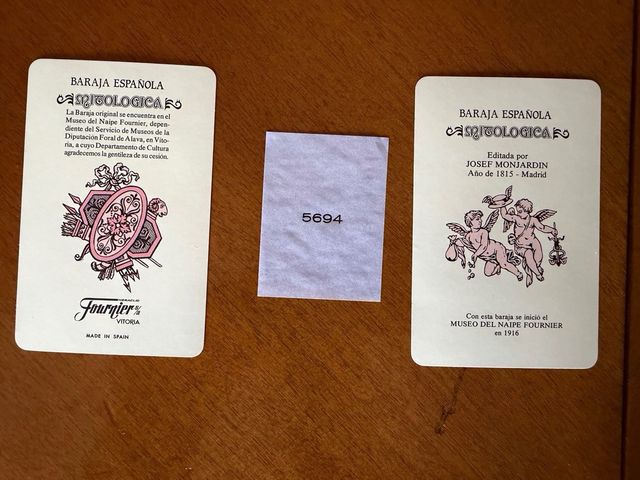 BARAJA ESPAÑOLA
MITOLOGICA
La Baraja original se encuentra en el
Museo del Naipe Fournier, depen-
diente del Servicio de Museos de la
Diputación Foral de Alava, en Vito-
ria, a cuyo Departamento de Cultura
agradecemos la gentileza de su cesión.
HERACLIO
Fournier S/A
VITORIA
MADE IN SPAIN
5694
BARAJA ESPAÑOLA
MITOLOGICA
Editada por
JOSEF MONJARDIN
Año de 1815 - Madrid
Con esta baraja se inició el
MUSEO DEL NAIPE FOURNIER
en 1916